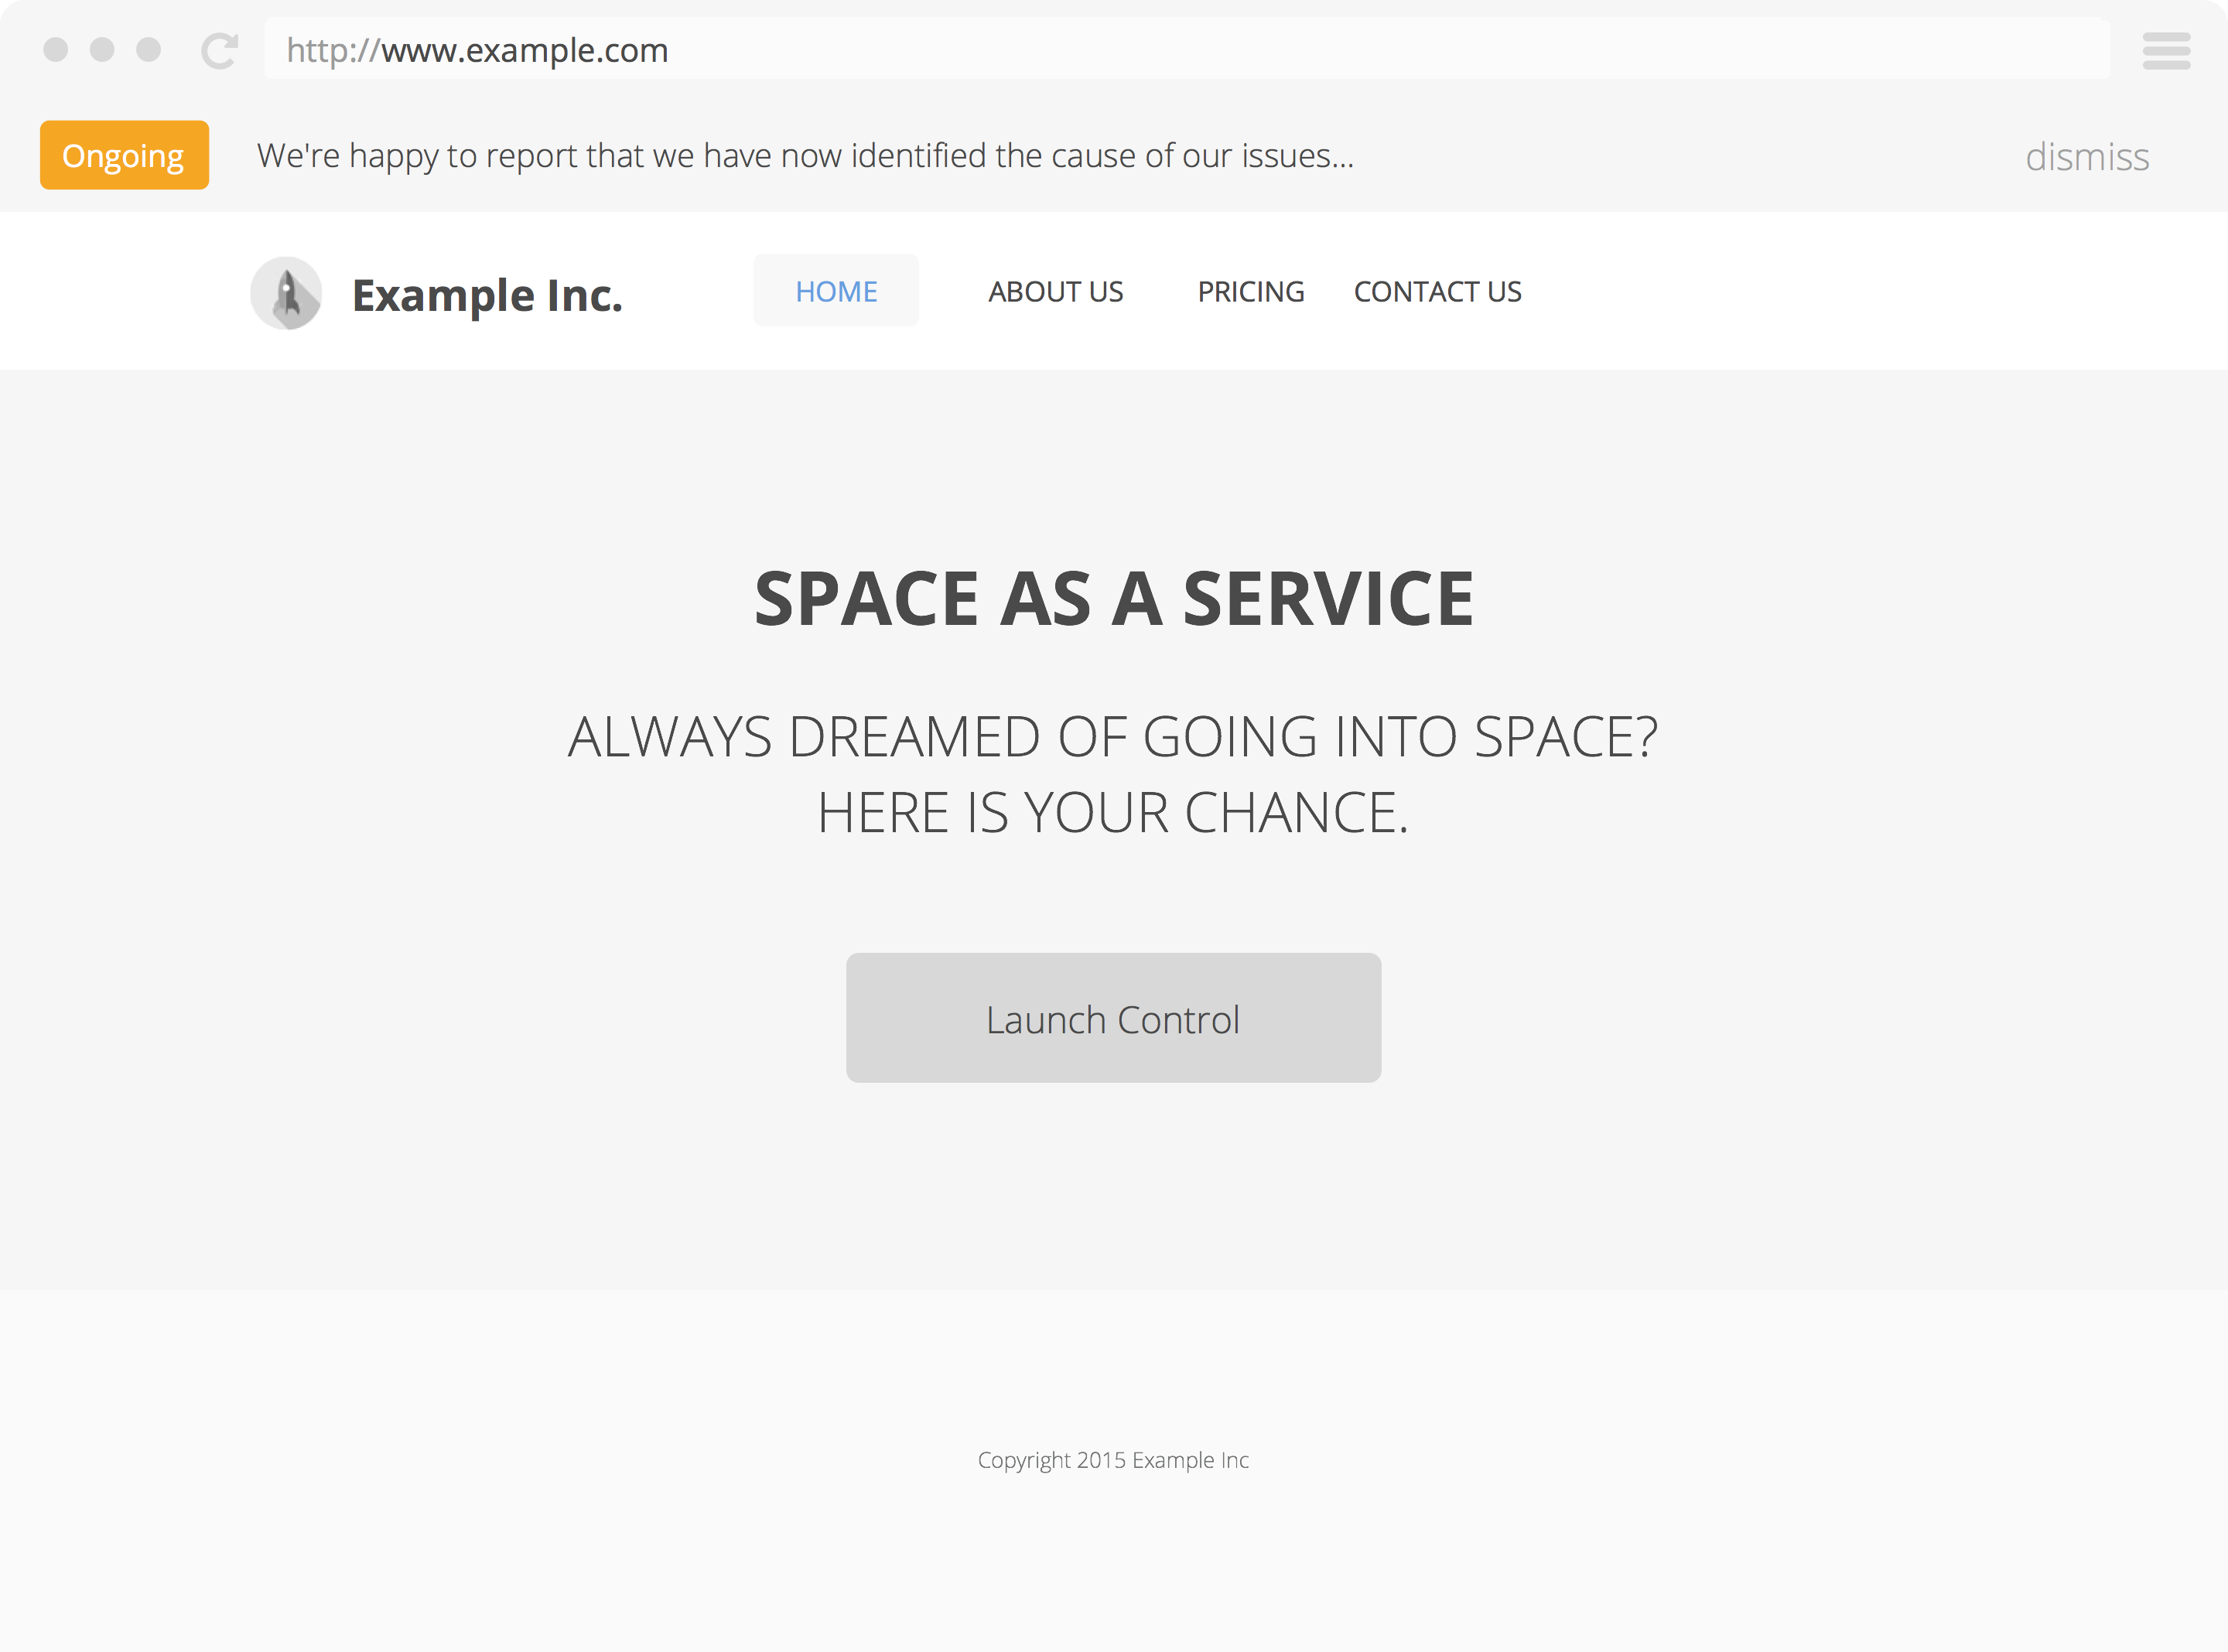 http://www.example.com
Ongoing We're happy to report that we have now identified the cause of our issues... dismiss
Example Inc. HOME ABOUT US PRICING CONTACT US
SPACE AS A SERVICE
ALWAYS DREAMED OF GOING INTO SPACE?
HERE IS YOUR CHANCE.
Launch Control
Copyright 2015 Example Inc